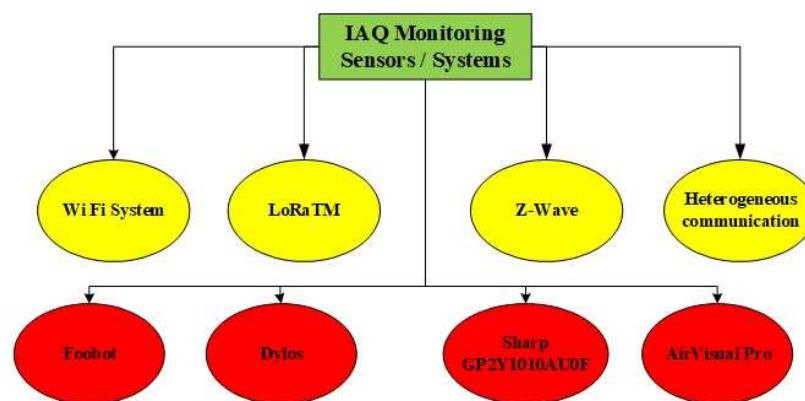 IAQ Monitoring
Sensors / Systems
Wi Fi System
LoRaTM
Z-Wave
Heterogeneous
communication
Foobot
Dylos
Sharp
GP2Y1010AU0F
AirVisual Pro